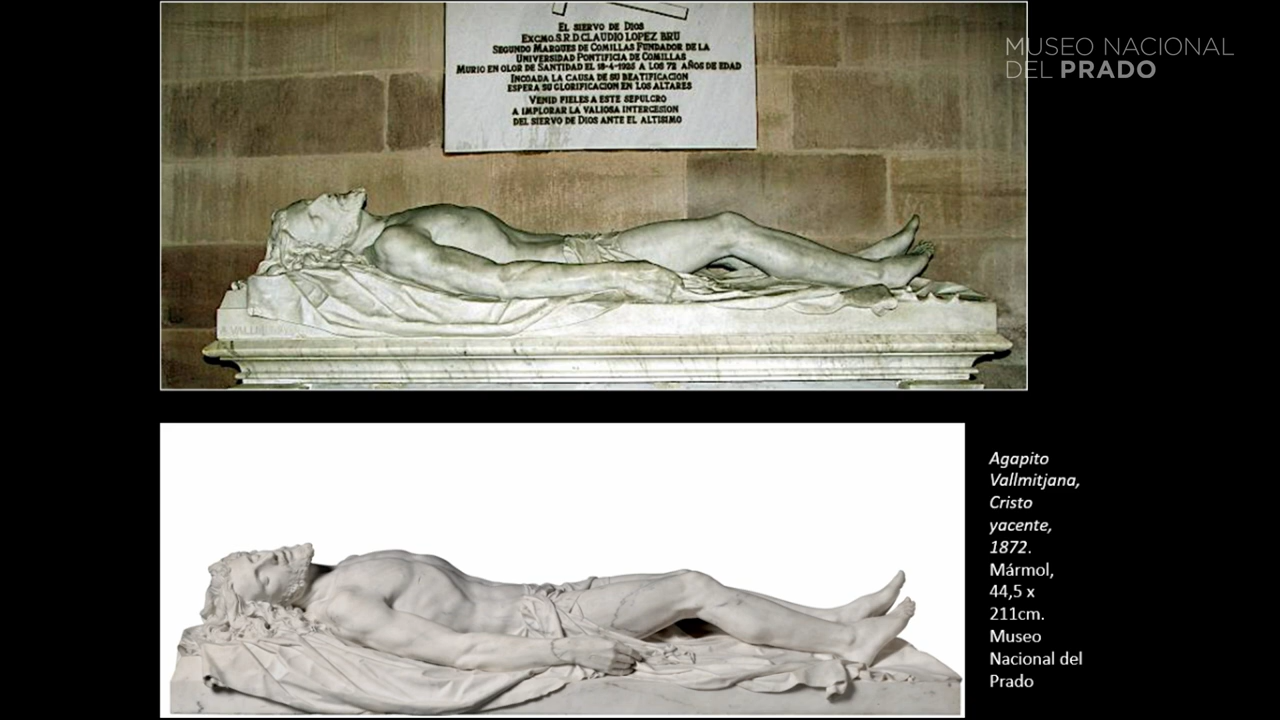 MUSEO NACIONAL
DEL PRADO
EL SIERVO DE DIOS
EXCMO.S.R.D.CLAUDIO LOPEZ BRU
SEGUNDO MARQUES DE COMILLAS FUNDADOR DE LA
UNIVERSIDAD PONTIFICIA DE COMILLAS
MURIO EN OLOR DE SANTIDAD EL 18-4-1925 A LOS 72 AÑOS DE EDAD
INCOADA LA CAUSA DE SU BEATIFICACION
ESPERA SU GLORIFICACION EN LOS ALTARES
VENID FIELES A ESTE SEPULCRO
A IMPLORAR LA VALIOSA INTERCESION
DEL SIERVO DE DIOS ANTE EL ALTISIMO
Agapito
Vallmitjana,
Cristo
yacente,
1872.
Mármol,
44,5 x
211cm.
Museo
Nacional del
Prado